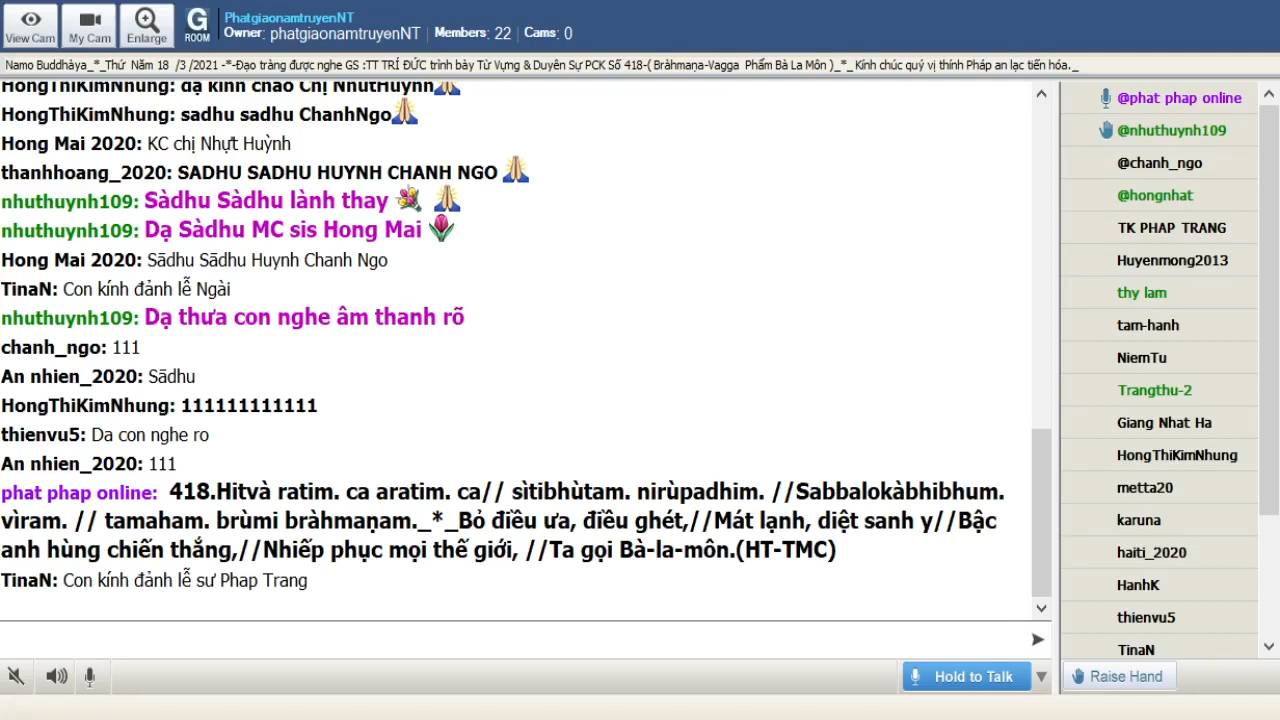 View Cam
My Cam
Enlarge
G
ROOM
PhatgiaonamtruyenNT
Owner: phatgiaonamtruyenNT | Members: 22 | Cams: 0
Namo Buddhàya_*_Thứ Năm 18 /3 /2021 -*-Đạo tràng được nghe GS :TT TRÍ ĐỨC trình bày Từ Vựng & Duyên Sự PCK Số 418-( Bràhmaṇa-Vagga Phẩm Bà La Môn )_*_ Kính chúc quý vị thính Pháp an lạc tiến hóa._
HongThiKimNhung: dạ kính chào Chị NhutHuynh
HongThiKimNhung: sadhu sadhu ChanhNgo
Hong Mai 2020: KC chị Nhựt Huỳnh
thanhhoang_2020: SADHU SADHU HUYNH CHANH NGO
nhuthuynh109: Sàdhu Sàdhu lành thay
nhuthuynh109: Dạ Sàdhu MC sis Hong Mai
Hong Mai 2020: Sādhu Sādhu Huynh Chanh Ngo
TinaN: Con kính đảnh lễ Ngài
nhuthuynh109: Dạ thưa con nghe âm thanh rõ
chanh_ngo: 111
An nhien_2020: Sādhu
HongThiKimNhung: 111111111111
thienvu5: Da con nghe ro
An nhien_2020: 111
phat phap online: 418.Hitvà ratim. ca aratim. ca// sìtibhùtam. nirùpadhim. //Sabbalokàbhibhum.
vìram. // tamaham. brùmi bràhmaṇam._*_Bỏ điều ưa, điều ghét,//Mát lạnh, diệt sanh y//Bậc
anh hùng chiến thắng,//Nhiếp phục mọi thế giới, //Ta gọi Bà-la-môn.(HT-TMC)
TinaN: Con kính đảnh lễ sư Phap Trang
Hold to Talk
@phat phap online
@nhuthuynh109
@chanh_ngo
@hongnhat
TK PHAP TRANG
Huyenmong2013
thy lam
tam-hanh
NiemTu
Trangthu-2
Giang Nhat Ha
HongThiKimNhung
metta20
karuna
haiti_2020
HanhK
thienvu5
TinaN
Raise Hand